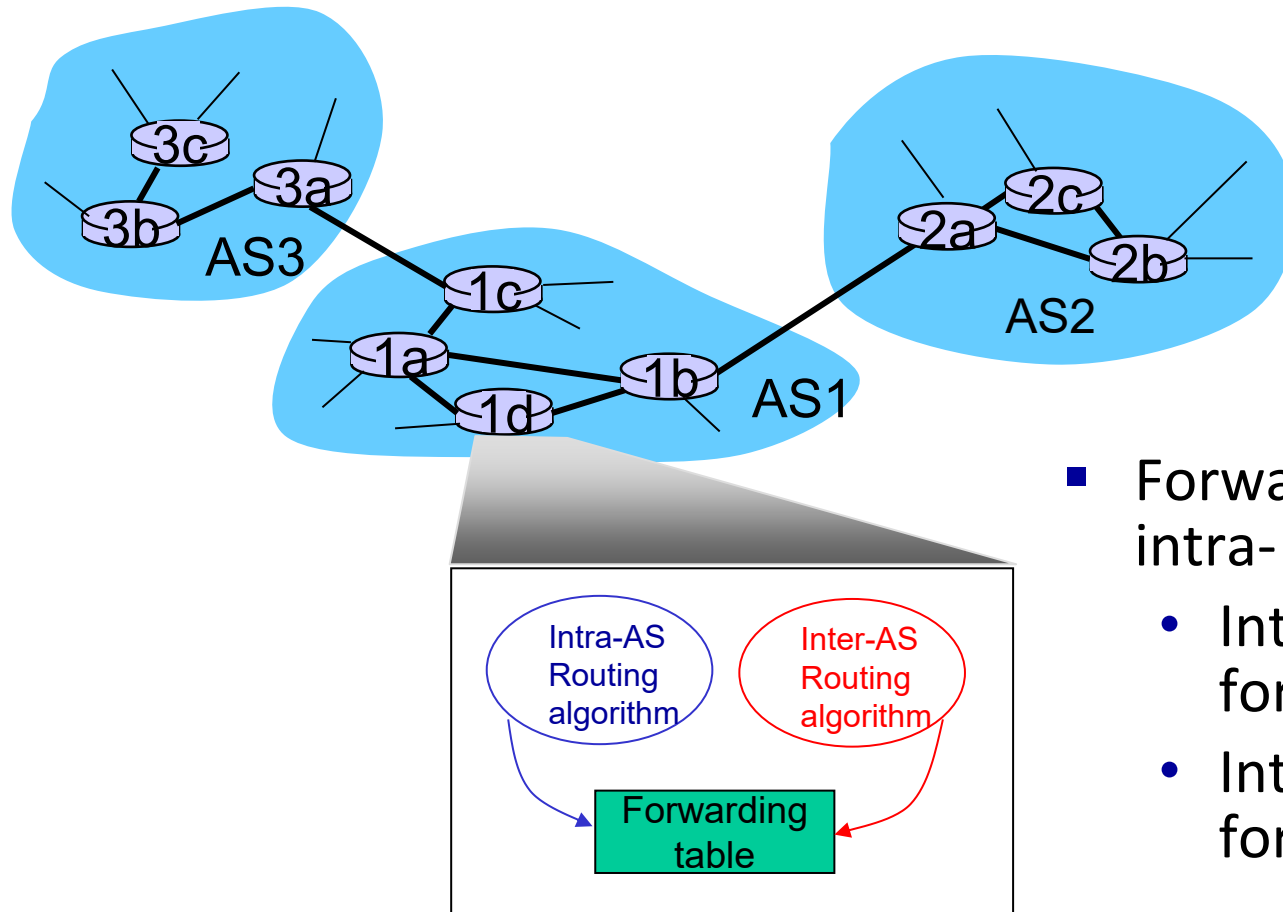 3c
3a
3b
AS3
2c
2a
2b
AS2
1c
1a
1b
1d
AS1
Intra-AS
Routing
algorithm
Inter-AS
Routing
algorithm
Forwarding
table
intra-